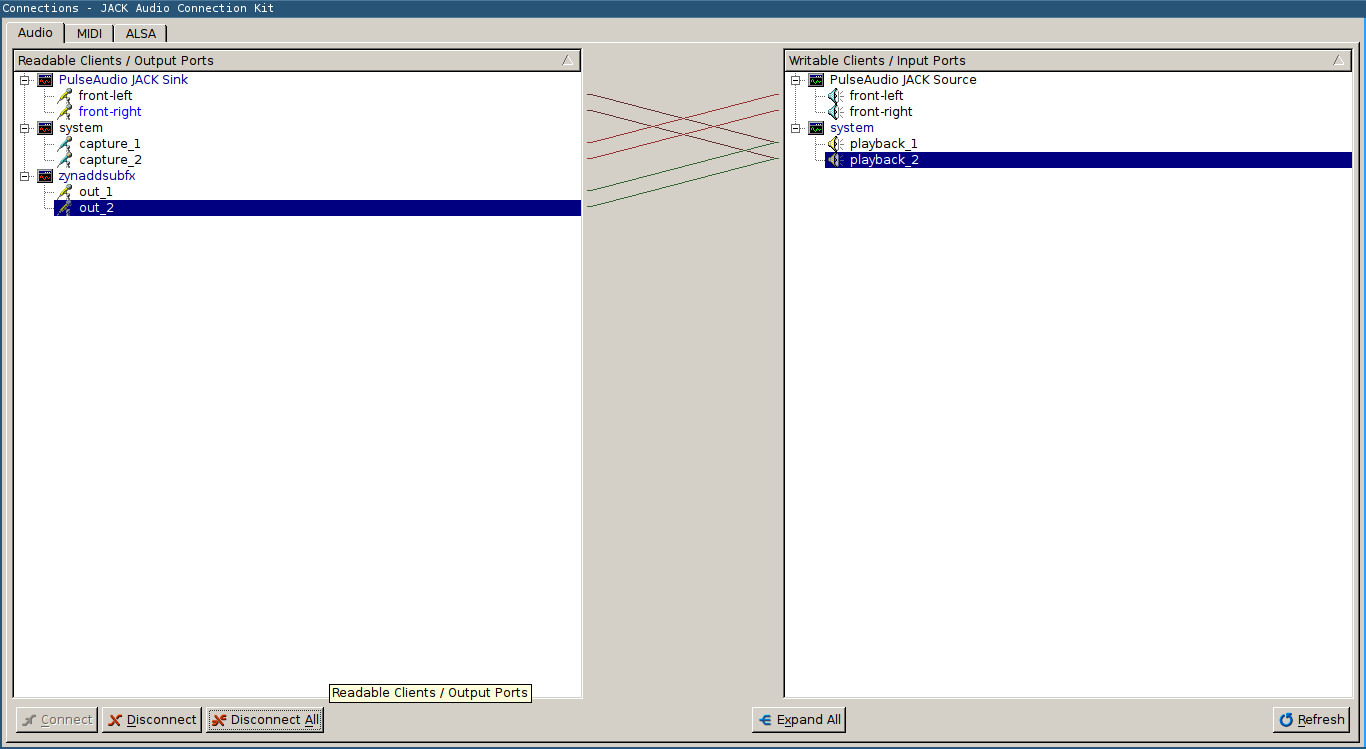 Connections - JACK Audio Connection Kit
Audio MIDI ALSA
Readable Clients / Output Ports
PulseAudio JACK Sink
front-left
front-right
system
capture_1
capture_2
zynaddsubfx
out_1
out_2
Writable Clients / Input Ports
PulseAudio JACK Source
front-left
front-right
system
playback_1
playback_2
Readable Clients / Output Ports
Connect Disconnect Disconnect All Expand All Refresh